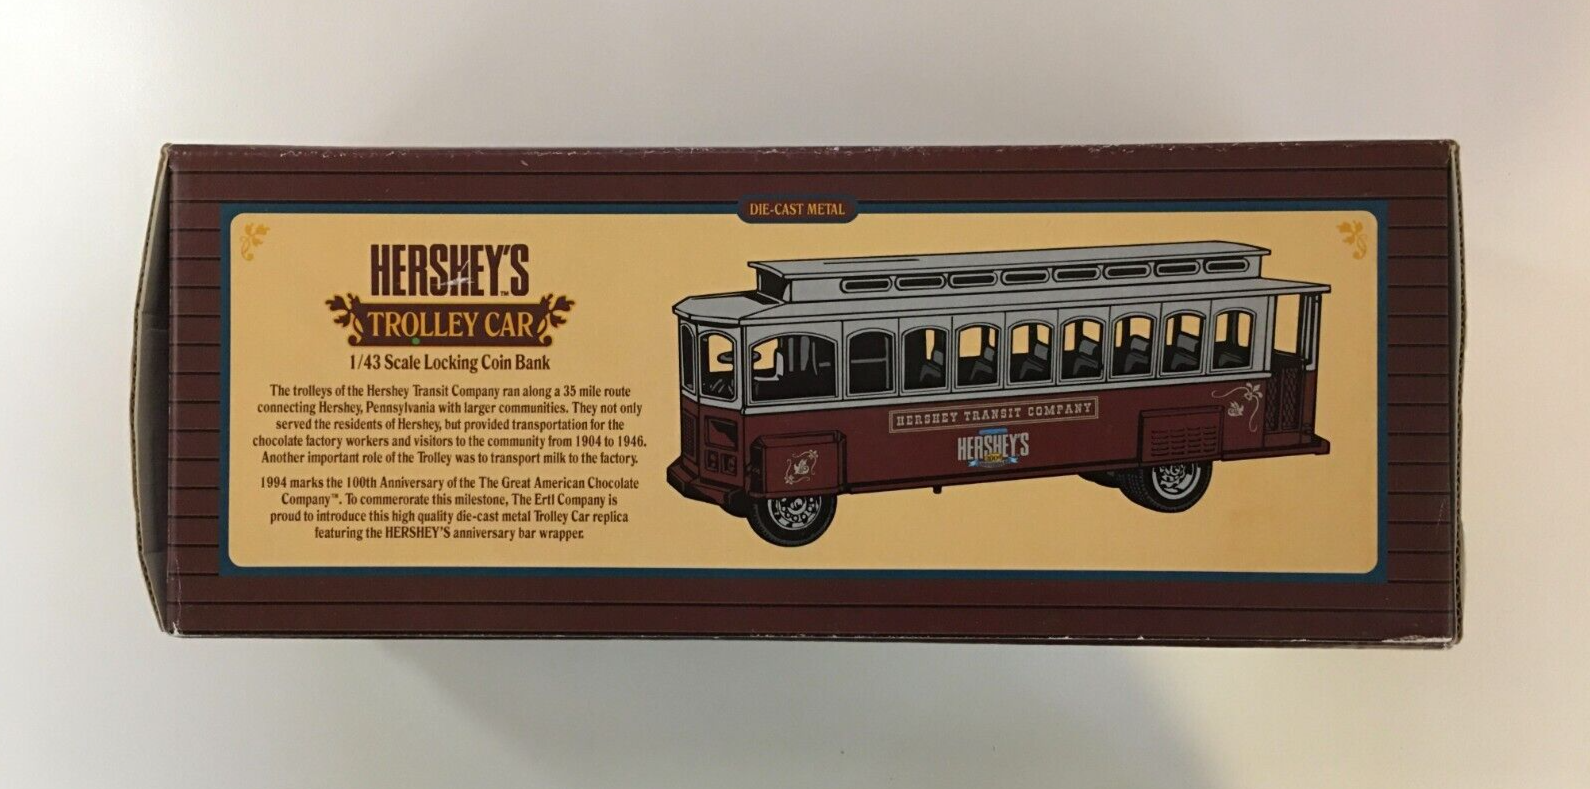 DIE-CAST METAL
HERSHEY'S™
TROLLEY CAR
1/43 Scale Locking Coin Bank
The trolleys of the Hershey Transit Company ran along a 35 mile route
connecting Hershey, Pennsylvania with larger communities. They not only
served the residents of Hershey, but provided transportation for the
chocolate factory workers and visitors to the community from 1904 to 1946.
Another important role of the Trolley was to transport milk to the factory.
1994 marks the 100th Anniversary of the The Great American Chocolate
Company™. To commerorate this milestone, The Ertl Company is
proud to introduce this high quality die-cast metal Trolley Car replica
featuring the HERSHEY'S anniversary bar wrapper.
HERSHEY TRANSIT COMPANY
HERSHEY'S